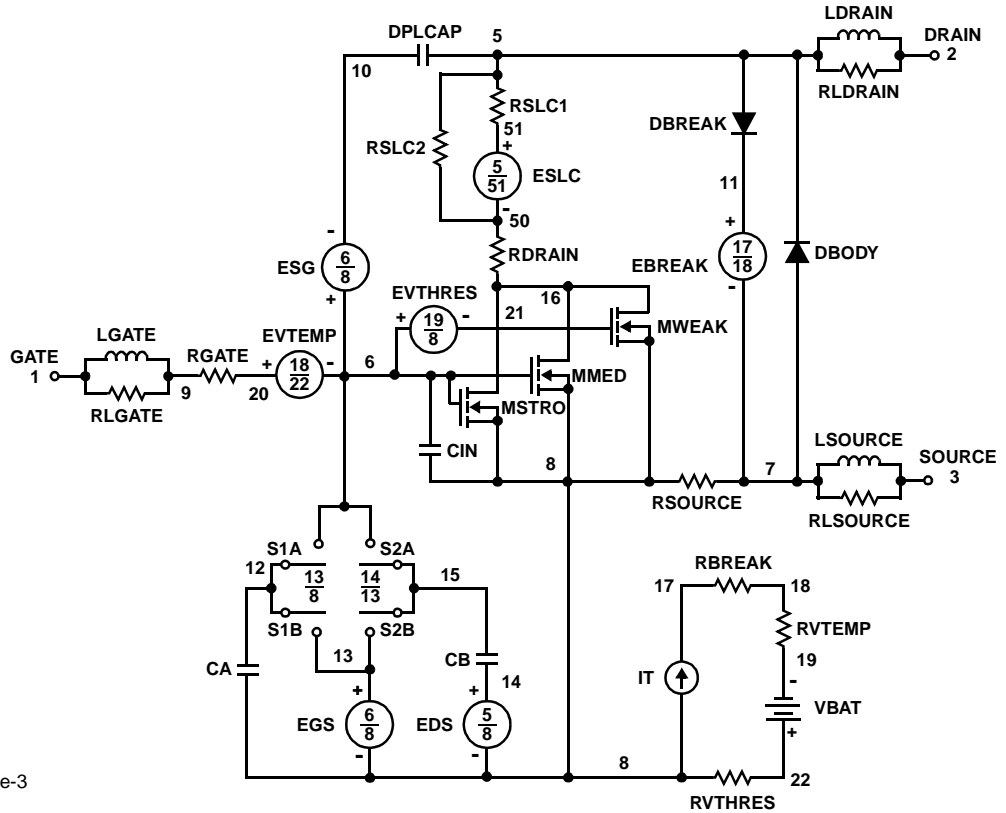 LDRAIN
DPLCAP
5
DRAIN
2
10
RLDRAIN
RSLC1
51
DBREAK
RSLC2
+
5
51
ESLC
-
50
11
RDRAIN
-
6
8
ESG
+
+
17
18
EBREAK
-
DBODY
EVTHRES
+
19
8
-
16
21
MWEAK
LGATE
GATE
1
RLGATE
9
RGATE
20
EVTEMP
+
18
22
-
6
MMED
MSTRO
CIN
8
LSOURCE
7
SOURCE
3
RSOURCE
RLSOURCE
S1A
S2A
12
13
8
14
13
15
S1B
S2B
13
CA
CB
14
+
EGS
6
8
-
+
EDS
5
8
-
RBREAK
17
18
RVTEMP
19
IT
-
VBAT
+
8
22
RVTHRES
e-3